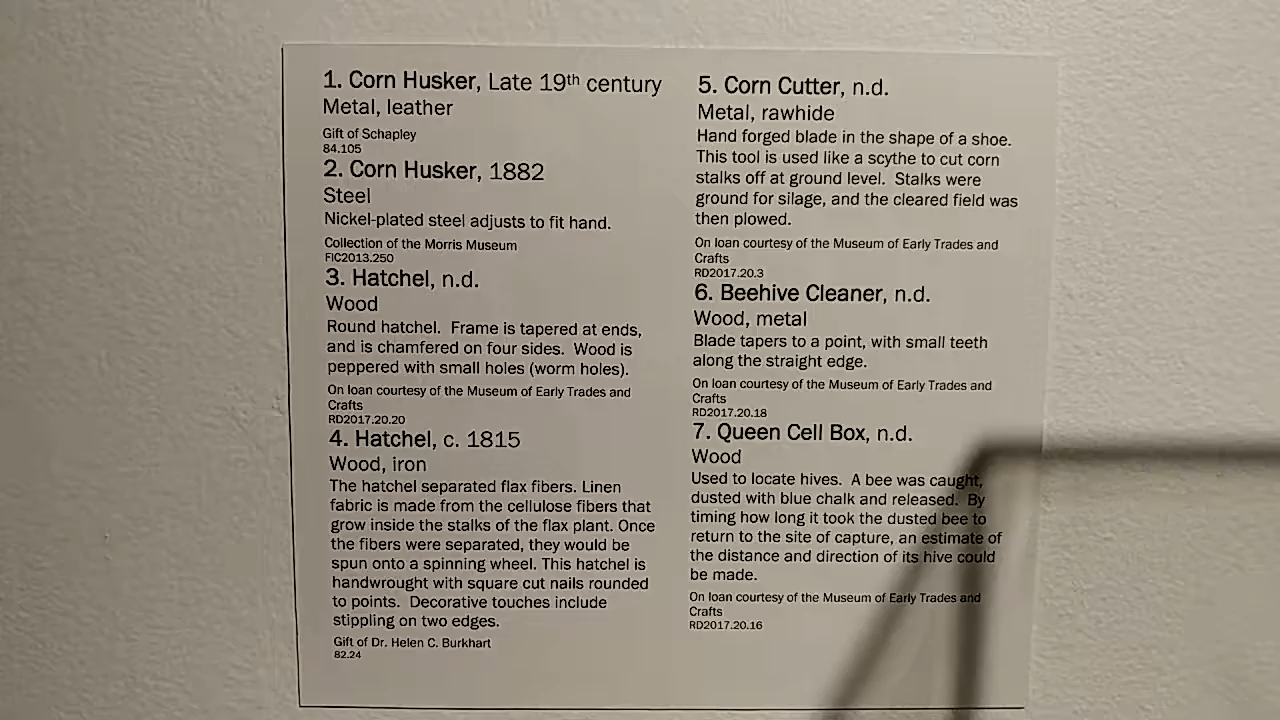 1. Corn Husker, Late 19th century
Metal, leather
Gift of Schapley
84.105
2. Corn Husker, 1882
Steel
Nickel-plated steel adjusts to fit hand.
Collection of the Morris Museum
FIC2013.250
3. Hatchel, n.d.
Wood
Round hatchel.  Frame is tapered at ends,
and is chamfered on four sides.  Wood is
peppered with small holes (worm holes).
On loan courtesy of the Museum of Early Trades and
Crafts
RD2017.20.20
4. Hatchel, c. 1815
Wood, iron
The hatchel separated flax fibers. Linen
fabric is made from the cellulose fibers that
grow inside the stalks of the flax plant. Once
the fibers were separated, they would be
spun onto a spinning wheel. This hatchel is
handwrought with square cut nails rounded
to points.  Decorative touches include
stippling on two edges.
Gift of Dr. Helen C. Burkhart
82.24
5. Corn Cutter, n.d.
Metal, rawhide
Hand forged blade in the shape of a shoe.
This tool is used like a scythe to cut corn
stalks off at ground level.  Stalks were
ground for silage, and the cleared field was
then plowed.
On loan courtesy of the Museum of Early Trades and
Crafts
RD2017.20.3
6. Beehive Cleaner, n.d.
Wood, metal
Blade tapers to a point, with small teeth
along the straight edge.
On loan courtesy of the Museum of Early Trades and
Crafts
RD2017.20.18
7. Queen Cell Box, n.d.
Wood
Used to locate hives.  A bee was caught,
dusted with blue chalk and released.  By
timing how long it took the dusted bee to
return to the site of capture, an estimate of
the distance and direction of its hive could
be made.
On loan courtesy of the Museum of Early Trades and
Crafts
RD2017.20.16